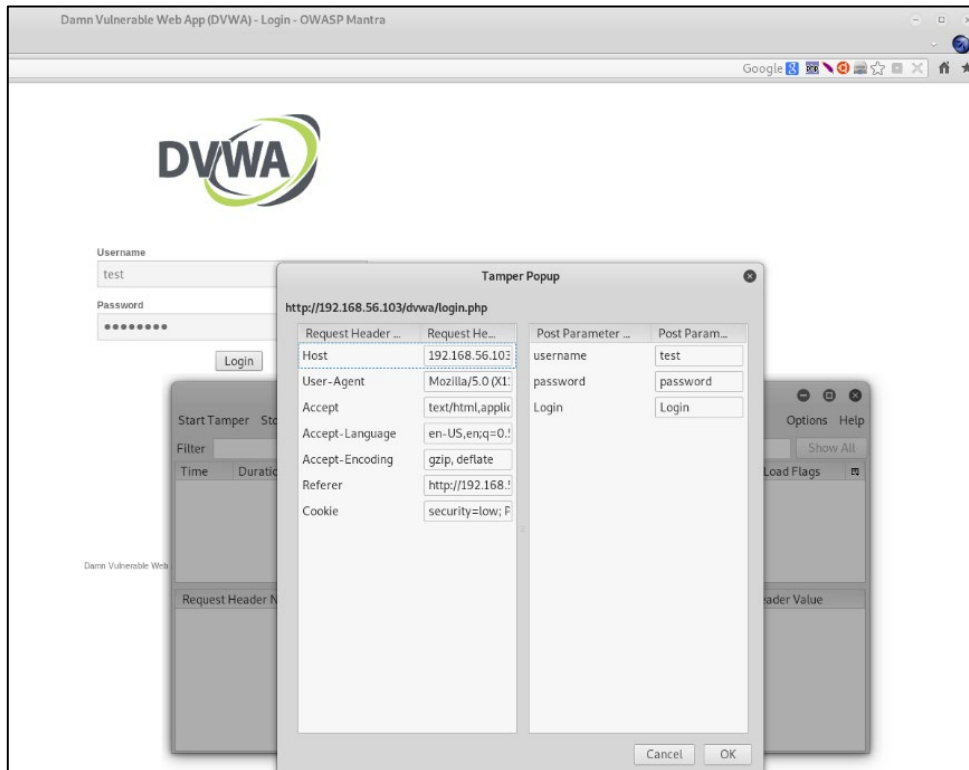 Damn Vulnerable Web App (DVWA) - Login - OWASP Mantra
Google
DVWA
Username
test
Password
Login
Tamper Popup
http://192.168.56.103/dvwa/login.php
Request Header ... Request He... Post Parameter ... Post Param...
Host 192.168.56.103 username test
User-Agent Mozilla/5.0 (X1 password password
Accept text/html,applic Login Login
Accept-Language en-US,en;q=0.
Accept-Encoding gzip, deflate
Referer http://192.168.
Cookie security=low; P
Start Tamper Sto Options Help
Filter Show All
Time Duratio Load Flags
Damn Vulnerable Web
Request Header N eader Value
Cancel OK